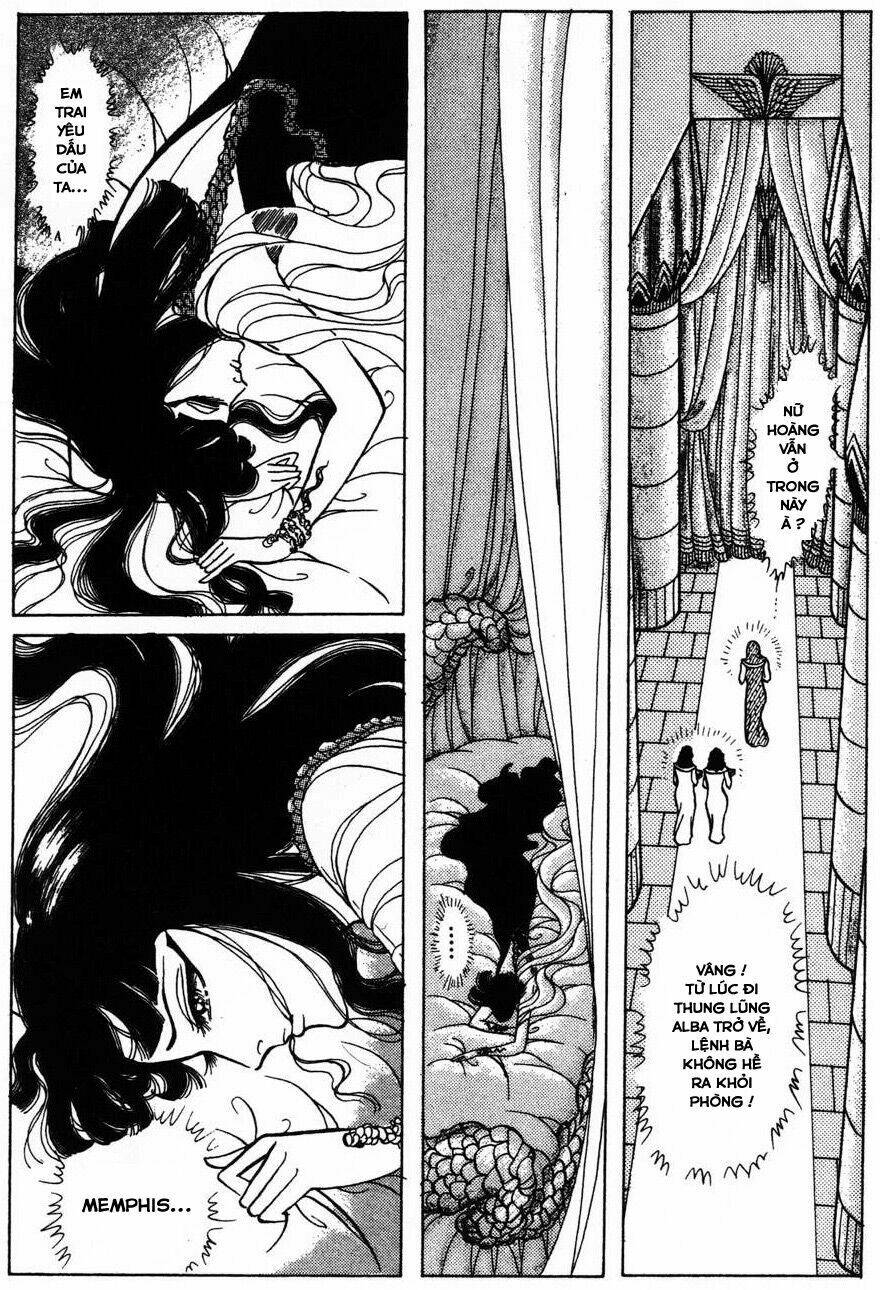 NỮ
HOÀNG
VẪN
Ở
TRONG
NÀY
À ?
VÂNG !
TỪ LÚC ĐI
THUNG LŨNG
ALBA TRỞ VỀ,
LỆNH BÀ
KHÔNG HỀ
RA KHỎI
PHÒNG !
......
EM
TRAI
YÊU
DẤU
CỦA
TA...
MEMPHIS...